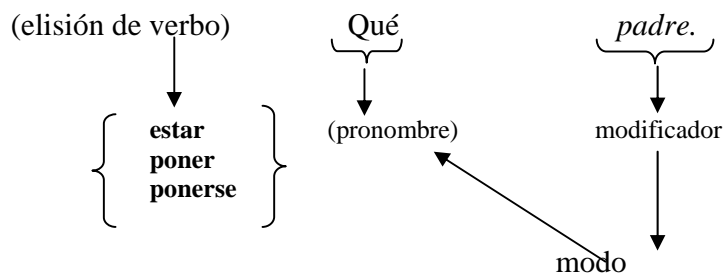 (elisión de verbo) Qué padre.
estar (pronombre) modificador
poner
ponerse
modo